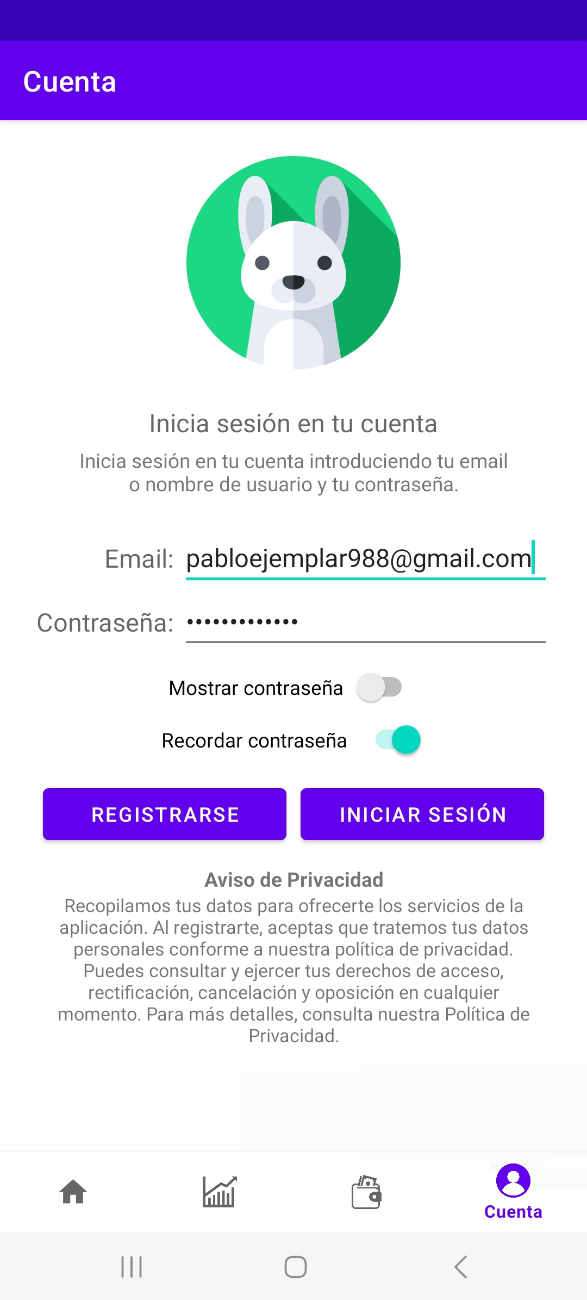 Cuenta
Inicia sesión en tu cuenta
Inicia sesión en tu cuenta introduciendo tu email
o nombre de usuario y tu contraseña.
Email: pabloejemplar988@gmail.com
Contraseña: •••••••••••••
Mostrar contraseña
Recordar contraseña
REGISTRARSE
INICIAR SESIÓN
Aviso de Privacidad
Recopilamos tus datos para ofrecerte los servicios de la
aplicación. Al registrarte, aceptas que tratemos tus datos
personales conforme a nuestra política de privacidad.
Puedes consultar y ejercer tus derechos de acceso,
rectificación, cancelación y oposición en cualquier
momento. Para más detalles, consulta nuestra Política de
Privacidad.
Cuenta